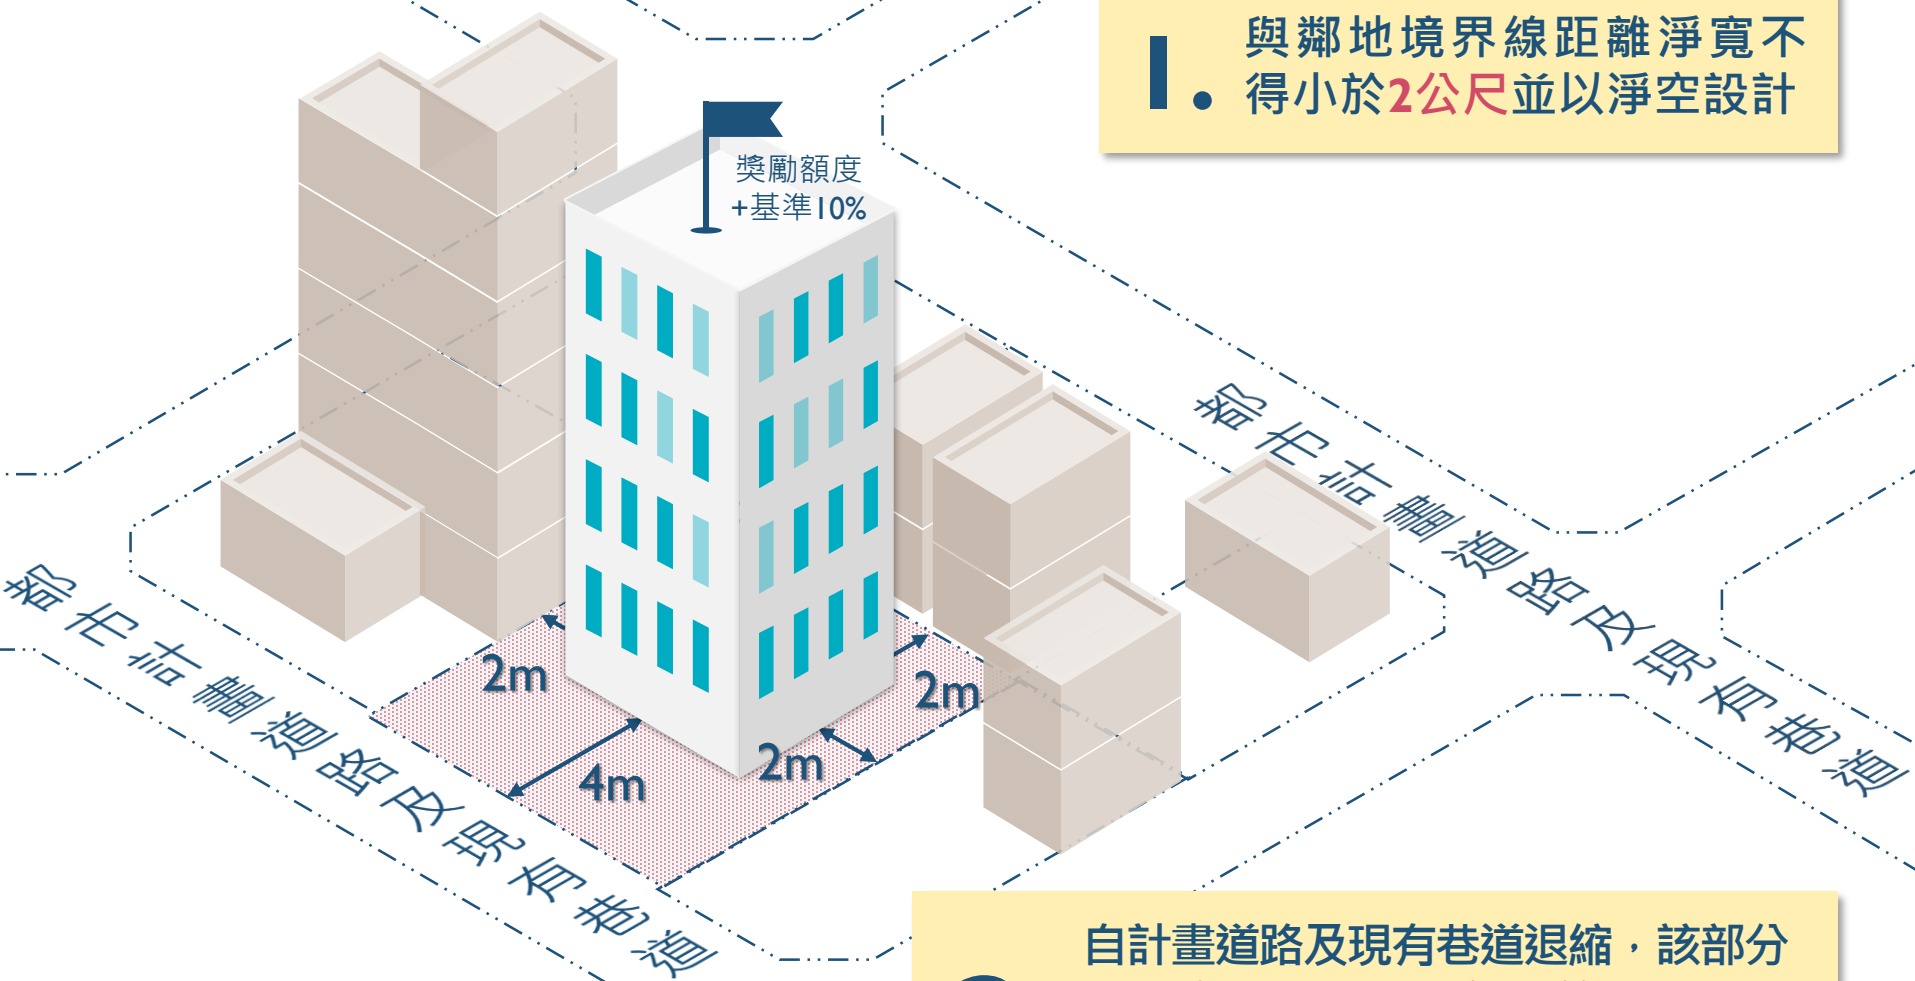 1.
與鄰地境界線距離淨寬不
得小於2公尺並以淨空設計
獎勵額度
+基準10%
都市計畫道路及現有巷道
2m
2m
2m
4m
都市計畫道路及現有巷道
自計畫道路及現有巷道退縮，該部分